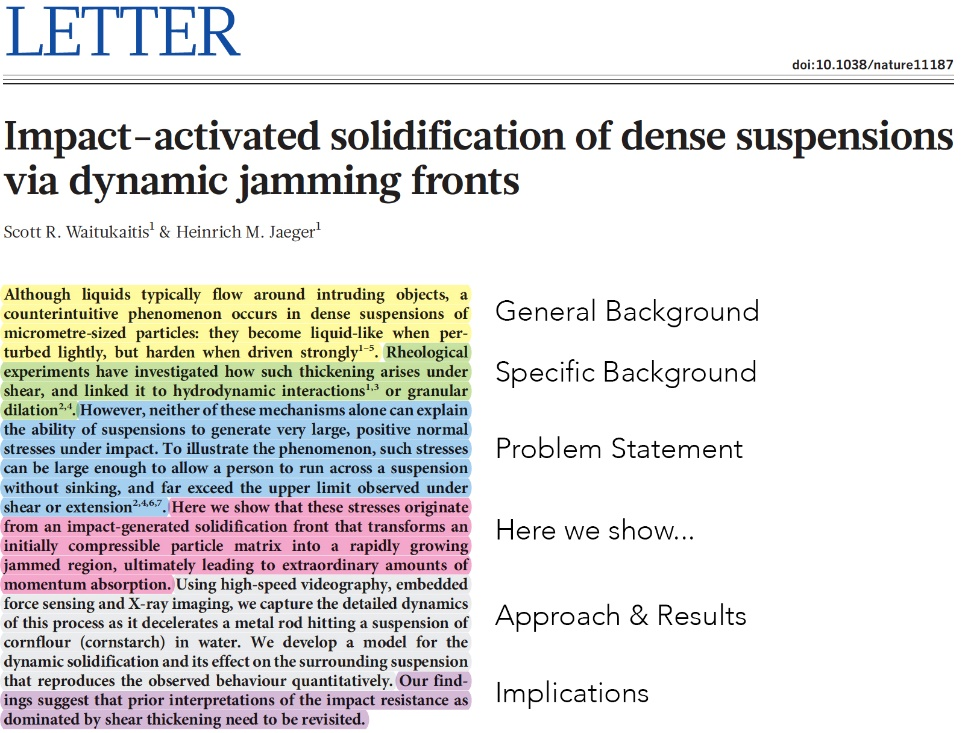 LETTER
doi:10.1038/nature11187
Impact-activated solidification of dense suspensions
via dynamic jamming fronts
Scott R. Waitukaitis¹ & Heinrich M. Jaeger¹
Although liquids typically flow around intruding objects, a
counterintuitive phenomenon occurs in dense suspensions of
micrometre-sized particles: they become liquid-like when per-
turbed lightly, but harden when driven strongly¹⁻⁵. Rheological
experiments have investigated how such thickening arises under
shear, and linked it to hydrodynamic interactions¹,³ or granular
dilation²,⁴. However, neither of these mechanisms alone can explain
the ability of suspensions to generate very large, positive normal
stresses under impact. To illustrate the phenomenon, such stresses
can be large enough to allow a person to run across a suspension
without sinking, and far exceed the upper limit observed under
shear or extension²,⁴,⁶,⁷. Here we show that these stresses originate
from an impact-generated solidification front that transforms an
initially compressible particle matrix into a rapidly growing
jammed region, ultimately leading to extraordinary amounts of
momentum absorption. Using high-speed videography, embedded
force sensing and X-ray imaging, we capture the detailed dynamics
of this process as it decelerates a metal rod hitting a suspension of
cornflour (cornstarch) in water. We develop a model for the
dynamic solidification and its effect on the surrounding suspension
that reproduces the observed behaviour quantitatively. Our find-
ings suggest that prior interpretations of the impact resistance as
dominated by shear thickening need to be revisited.
General Background
Specific Background
Problem Statement
Here we show...
Approach & Results
Implications